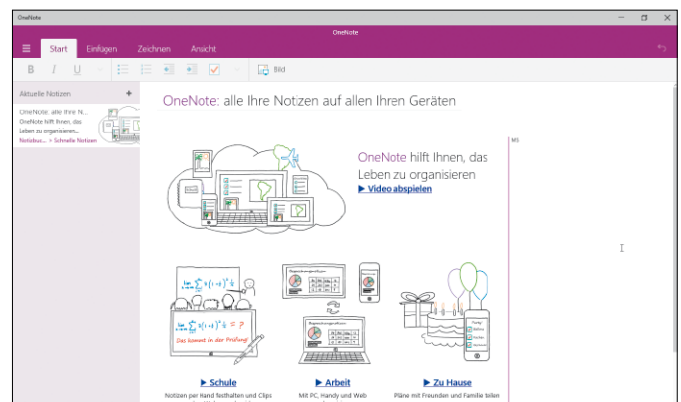 OneNote
OneNote
Start Einfügen Zeichnen Ansicht
B I U Bild
Aktuelle Notizen +
OneNote: alle Ihre N...
OneNote hilft Ihnen, das
Leben zu organisieren...
Notizbuc... > Schnelle Notizen
OneNote: alle Ihre Notizen auf allen Ihren Geräten
OneNote hilft Ihnen, das
Leben zu organisieren
▶ Video abspielen
= ?
Das kommt in der Prüfung!
Party
▶ Schule
Notizen per Hand festhalten und Clips
▶ Arbeit
Mit PC, Handy und Web
▶ Zu Hause
Pläne mit Freunden und Familie teilen